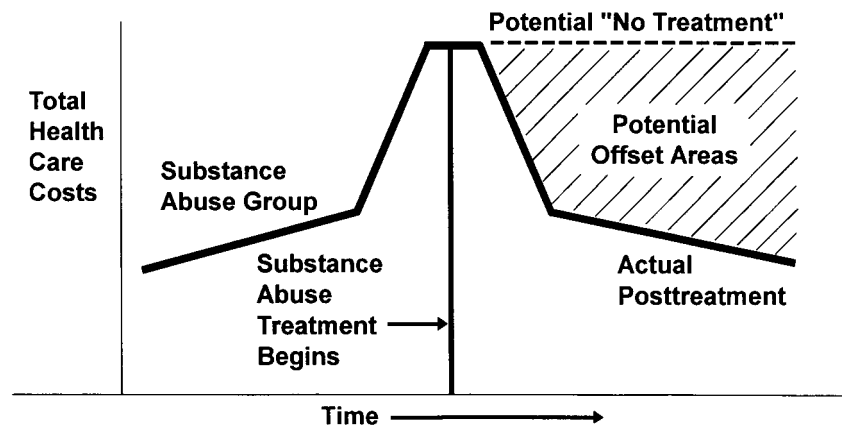 Potential "No Treatment"
Total
Health
Care
Costs
Potential
Offset Areas
Substance
Abuse Group
Substance
Abuse
Treatment
Begins
Actual
Posttreatment
Time